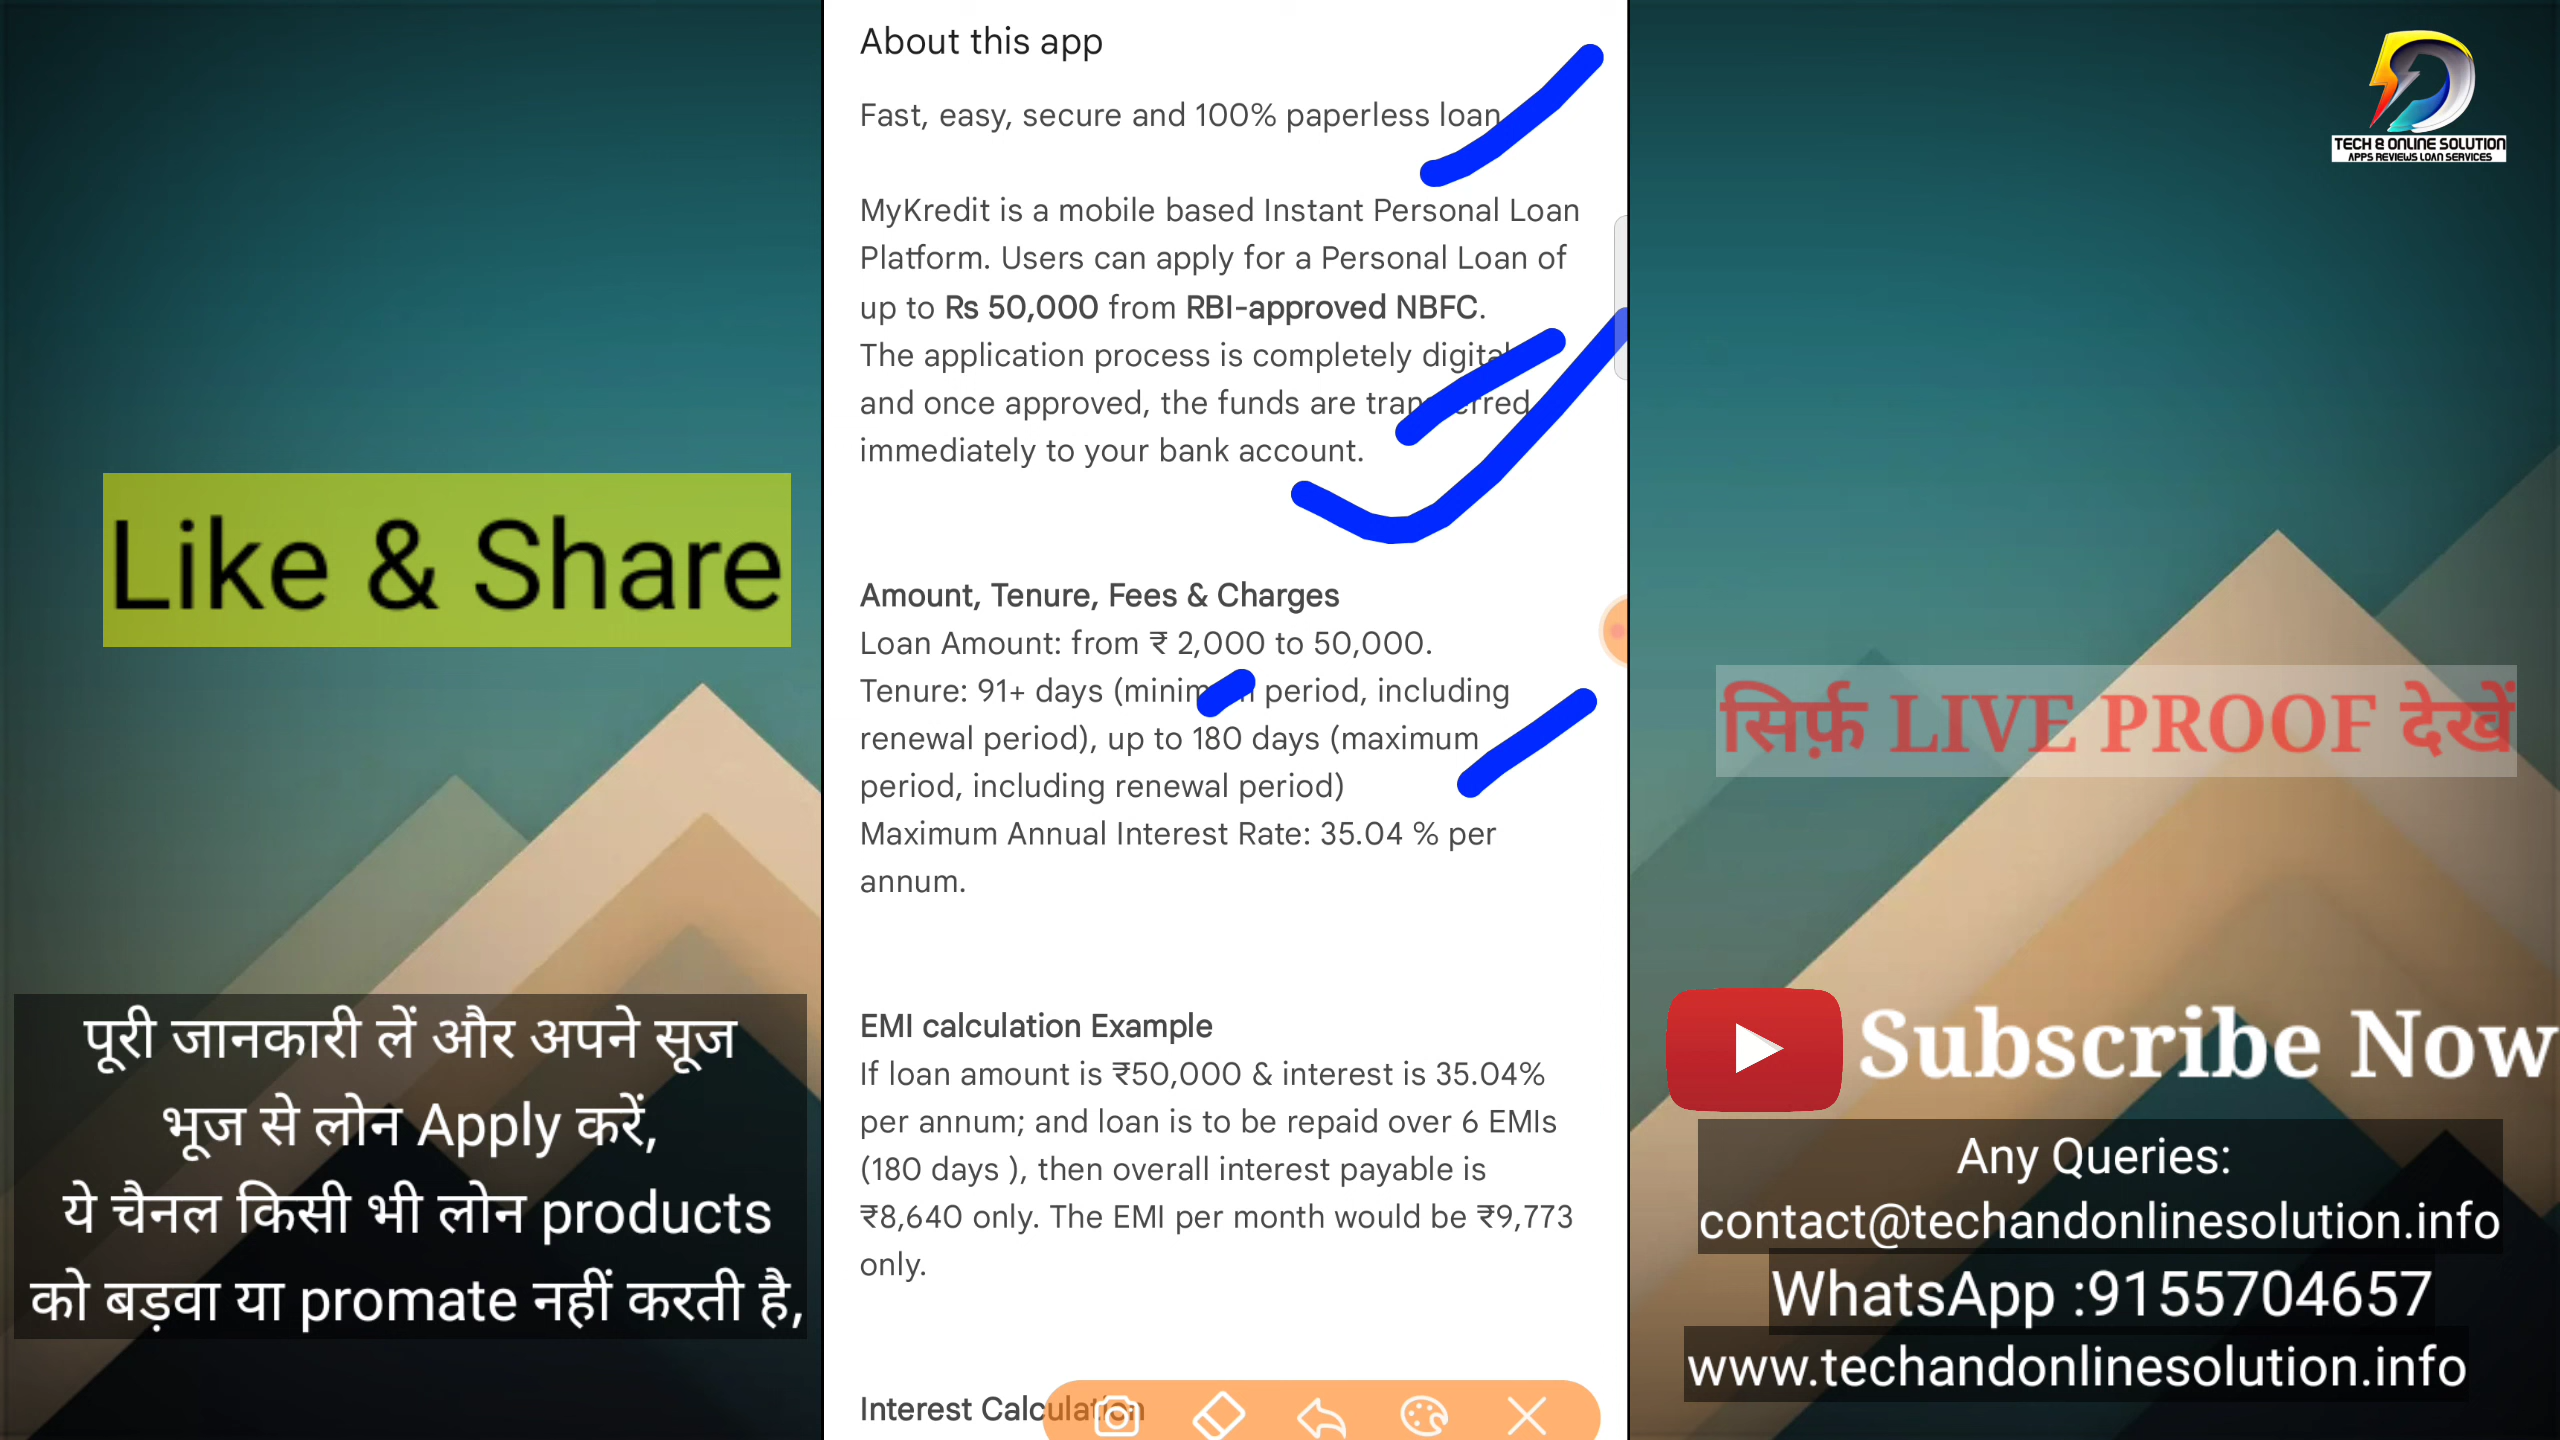 About this app
Fast, easy, secure and 100% paperless loan
MyKredit is a mobile based Instant Personal Loan
Platform. Users can apply for a Personal Loan of
up to Rs 50,000 from RBI-approved NBFC.
The application process is completely digital
and once approved, the funds are transferred
immediately to your bank account.
Amount, Tenure, Fees & Charges
Loan Amount: from ₹ 2,000 to 50,000.
Tenure: 91+ days (minimum period, including
renewal period), up to 180 days (maximum
period, including renewal period)
Maximum Annual Interest Rate: 35.04 % per
annum.
EMI calculation Example
If loan amount is ₹50,000 & interest is 35.04%
per annum; and loan is to be repaid over 6 EMIs
(180 days ), then overall interest payable is
₹8,640 only. The EMI per month would be ₹9,773
only.
Interest Calculation
Like & Share
पूरी जानकारी लें और अपने सूज
भूज से लोन Apply करें,
ये चैनल किसी भी लोन products
को बड़वा या promate नहीं करती है,
TECH & ONLINE SOLUTION
APPS REVIEWS LOAN SERVICES
सिर्फ़ LIVE PROOF देखें
Subscribe Now
Any Queries:
contact@techandonlinesolution.info
WhatsApp :9155704657
www.techandonlinesolution.info